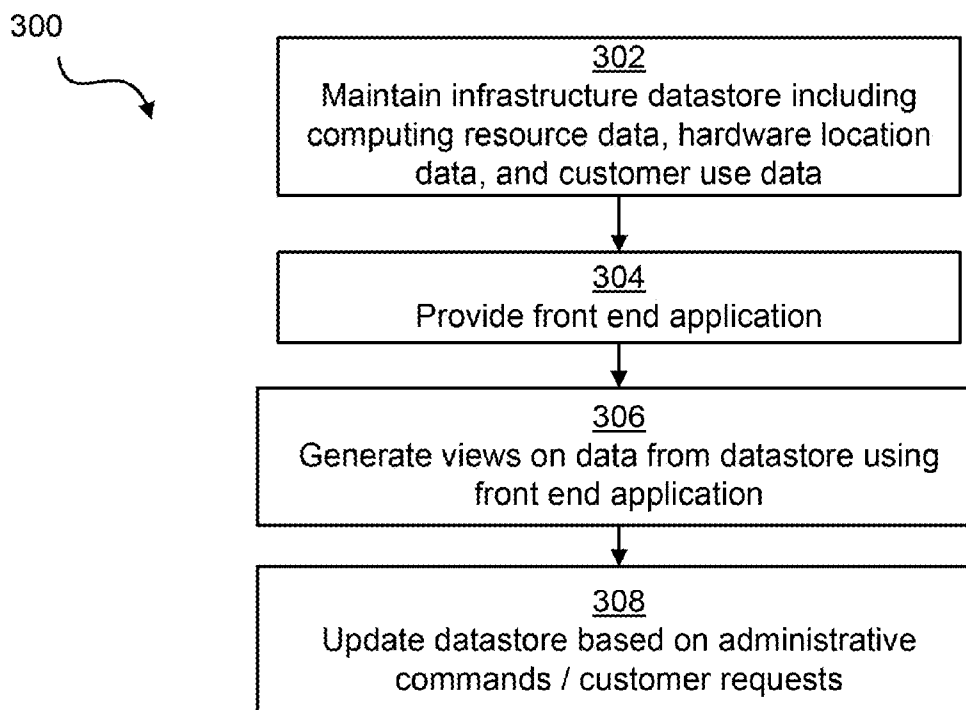 300
302
Maintain infrastructure datastore including
computing resource data, hardware location
data, and customer use data
304
Provide front end application
306
Generate views on data from datastore using
front end application
308
Update datastore based on administrative
commands / customer requests